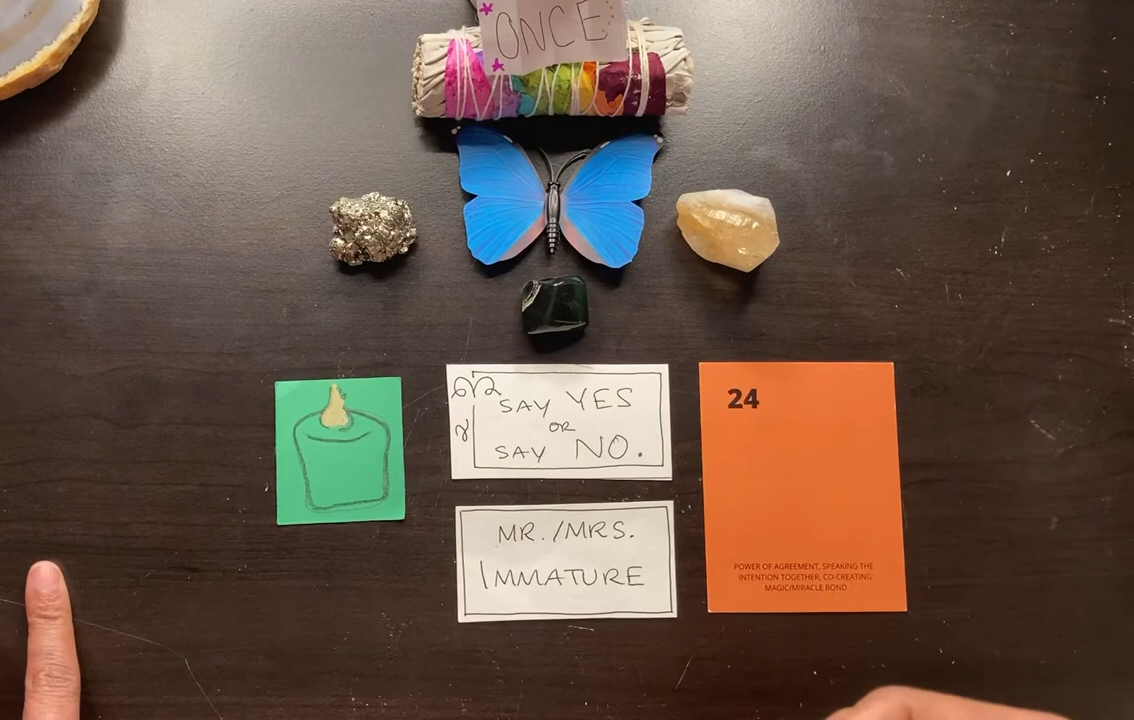 ONCE
SAY YES
OR
SAY NO.
MR./MRS.
IMMATURE
24
POWER OF AGREEMENT, SPEAKING THE
INTENTION TOGETHER, CO-CREATING
MAGIC/MIRACLE BOND